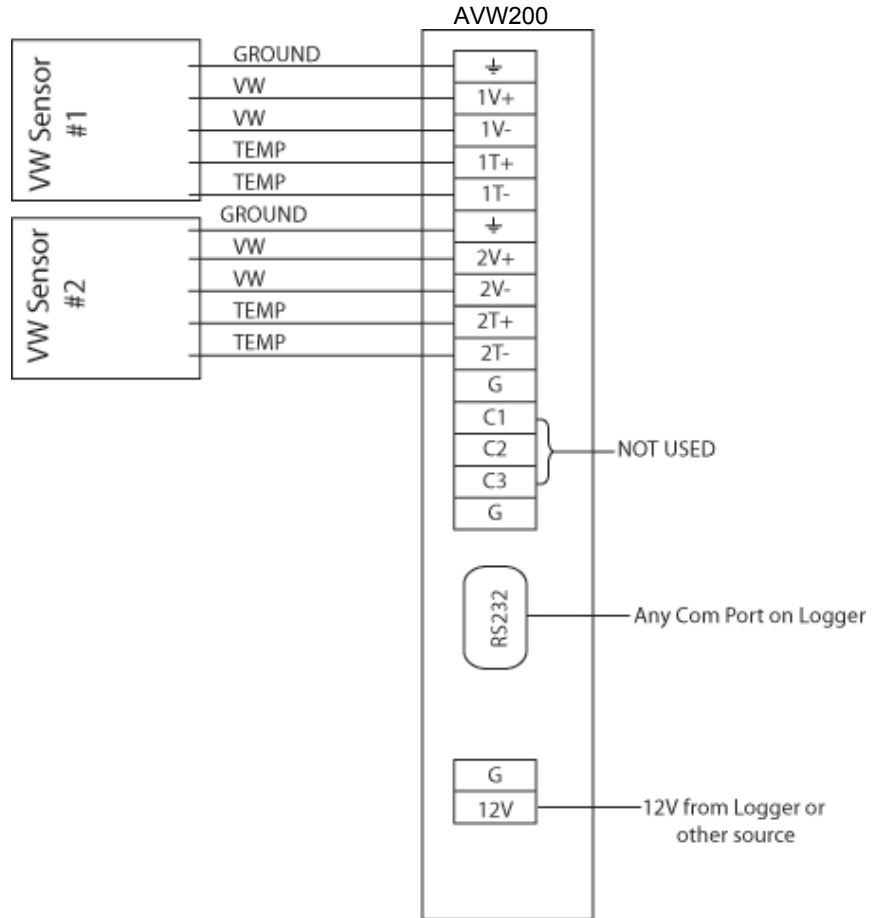 AVW200
VW Sensor
#1
GROUND
VW
VW
TEMP
TEMP
⏚
1V+
1V-
1T+
1T-
VW Sensor
#2
GROUND
VW
VW
TEMP
TEMP
⏚
2V+
2V-
2T+
2T-
G
C1
C2
C3
G
NOT USED
RS232
Any Com Port on Logger
G
12V
12V from Logger or
other source